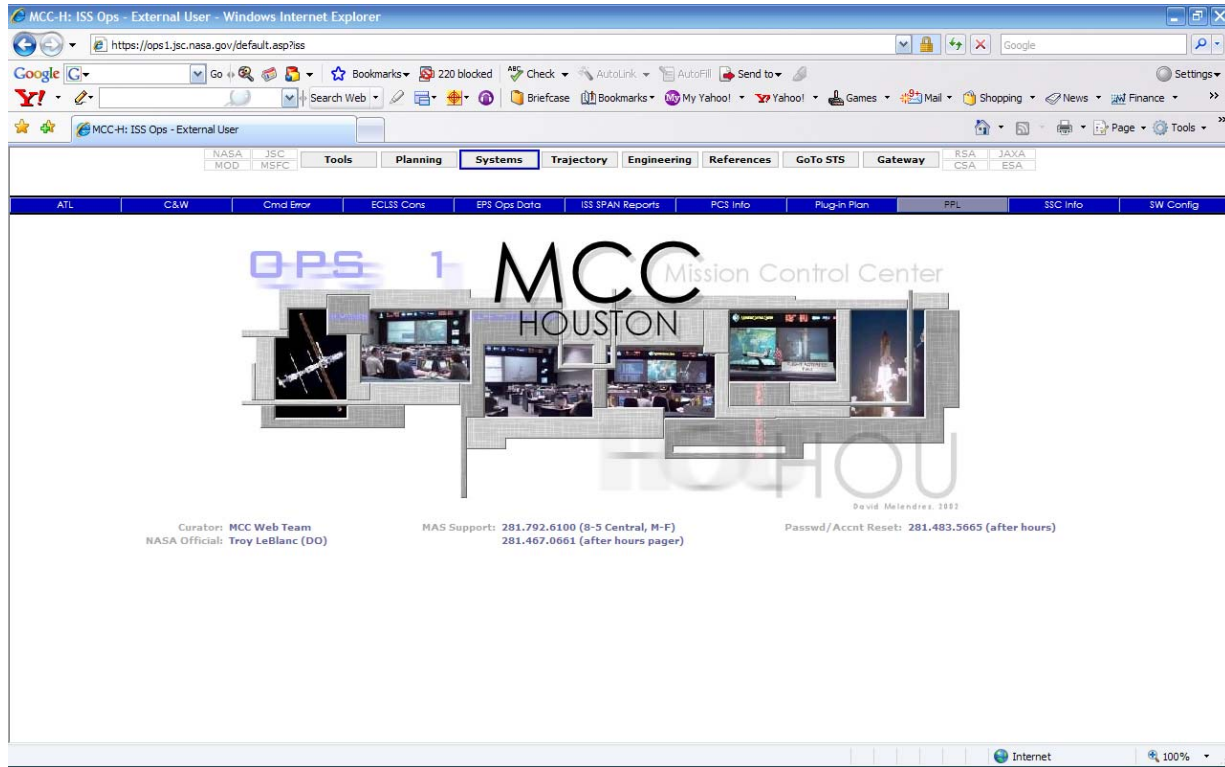 MCC-H: ISS Ops - External User - Windows Internet Explorer
https://ops1.jsc.nasa.gov/default.asp?iss
Google
Google G Go Bookmarks 220 blocked Check AutoLink AutoFill Send to Settings
Y! Search Web Briefcase Bookmarks My Yahoo! Yahoo! Games Mail Shopping News Finance »
MCC-H: ISS Ops - External User Page Tools »
NASA JSC Tools Planning Systems Trajectory Engineering References GoTo STS Gateway RSA JAXA
MOD MSFC CSA ESA
ATL C&W Cmd Error ECLSS Cons EPS Ops Data ISS SPAN Reports PCS Info Plug-in Plan PPL SSC Info SW Config
OPS 1 MCC Mission Control Center
HOUSTON
HOU
David Melendrez, 2002
Curator: MCC Web Team MAS Support: 281.792.6100 (8-5 Central, M-F) Passwd/Accnt Reset: 281.483.5665 (after hours)
NASA Official: Troy LeBlanc (DO) 281.467.0661 (after hours pager)
Internet 100%